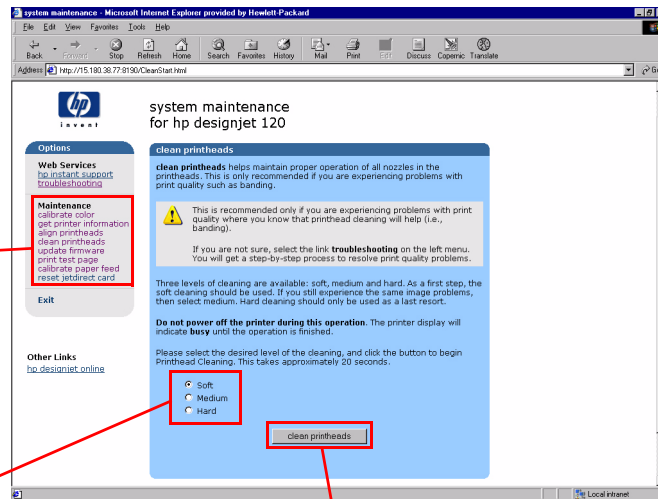 system maintenance - Microsoft Internet Explorer provided by Hewlett-Packard
File Edit View Favorites Tools Help
Back Forward Stop Refresh Home Search Favorites History Mail Print Edit Discuss Copernic Translate
Address http://15.180.38.77:8190/CleanStart.html
hp
invent
system maintenance
for hp designjet 120
Options
Web Services
hp instant support
troubleshooting
Maintenance
calibrate color
get printer information
align printheads
clean printheads
update firmware
print test page
calibrate paper feed
reset jetdirect card
Exit
Other Links
hp designjet online
clean printheads
clean printheads helps maintain proper operation of all nozzles in the
printheads. This is only recommended if you are experiencing problems with
print quality such as banding.
This is recommended only if you are experiencing problems with print
quality where you know that printhead cleaning will help (i.e.,
banding).
If you are not sure, select the link troubleshooting on the left menu.
You will get a step-by-step process to resolve print quality problems.
Three levels of cleaning are available: soft, medium and hard. As a first step, the
soft cleaning should be used. If you still experience the same image problems,
then select medium. Hard cleaning should only be used as a last resort.
Do not power off the printer during this operation. The printer display will
indicate busy until the operation is finished.
Please select the desired level of the cleaning, and click the button to begin
Printhead Cleaning. This takes approximately 20 seconds.
Soft
Medium
Hard
clean printheads
Local intranet